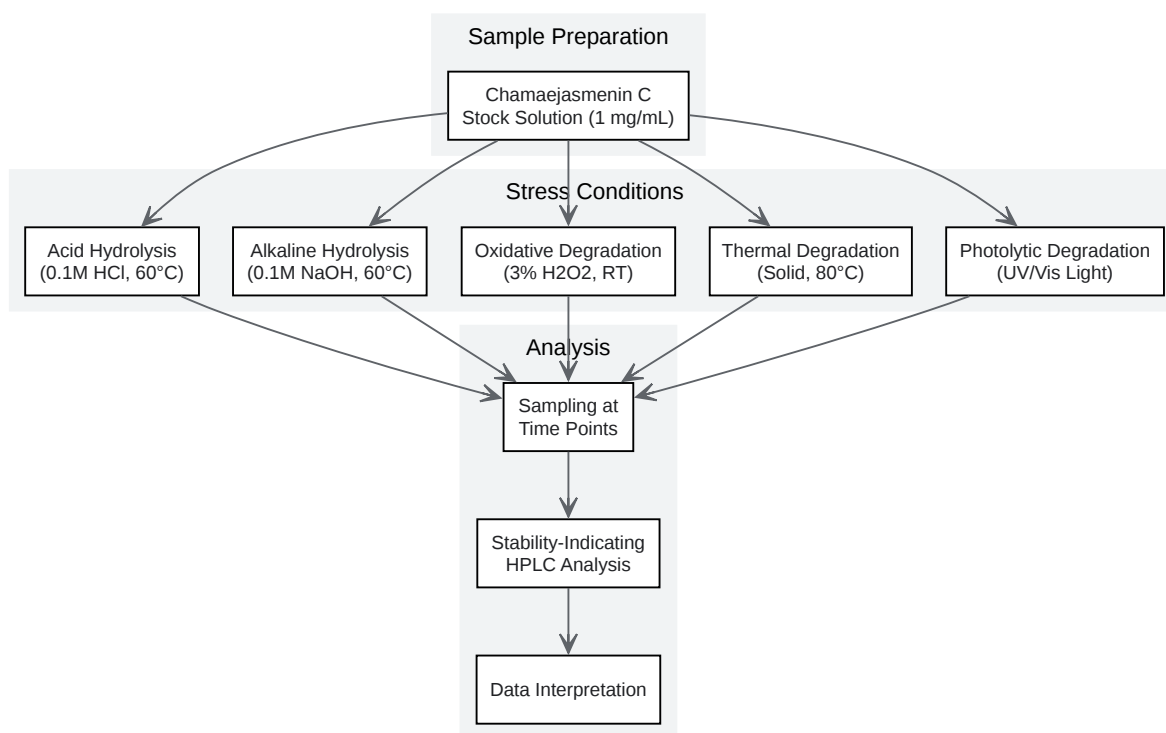 Sample Preparation
Chamaejasmenin C
Stock Solution (1 mg/mL)
Stress Conditions
Acid Hydrolysis
(0.1M HCl, 60°C)
Alkaline Hydrolysis
(0.1M NaOH, 60°C)
Oxidative Degradation
(3% H2O2, RT)
Thermal Degradation
(Solid, 80°C)
Photolytic Degradation
(UV/Vis Light)
Analysis
Sampling at
Time Points
Stability-Indicating
HPLC Analysis
Data Interpretation